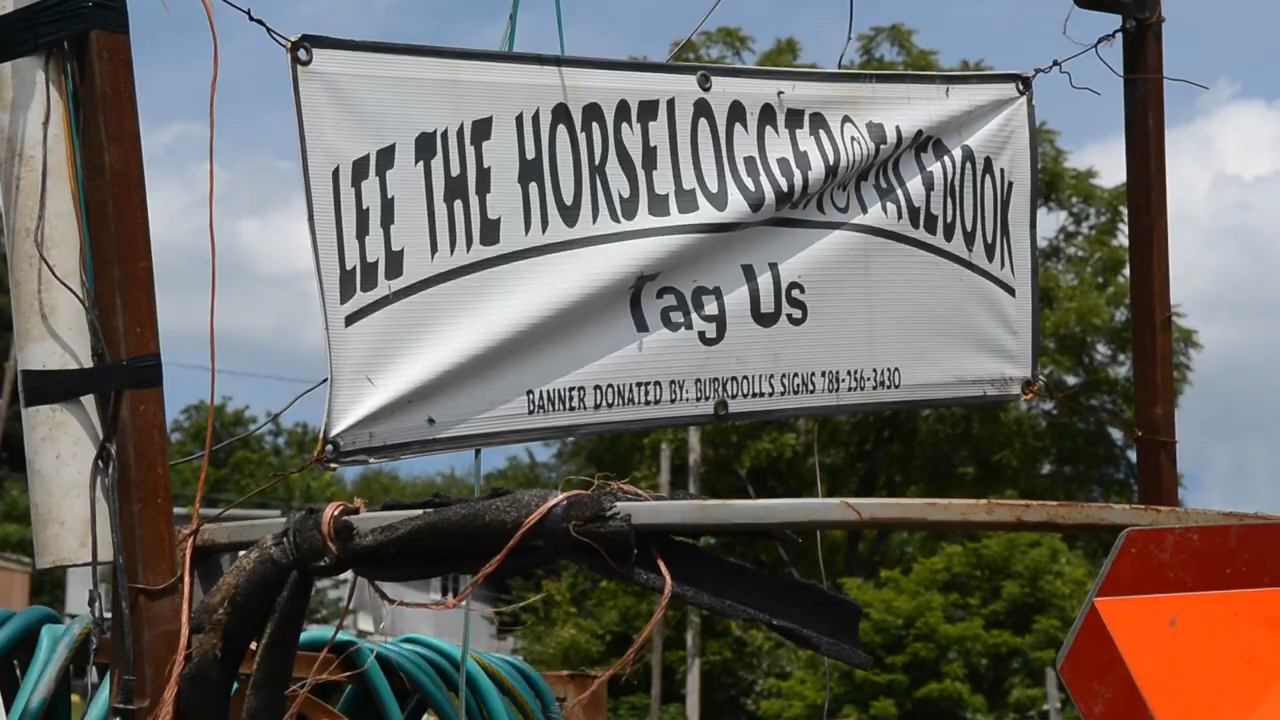 LEE THE HORSELOGGER@FACEBOOK
Tag Us
BANNER DONATED BY: BURKDOLL'S SIGNS 789-256-3430